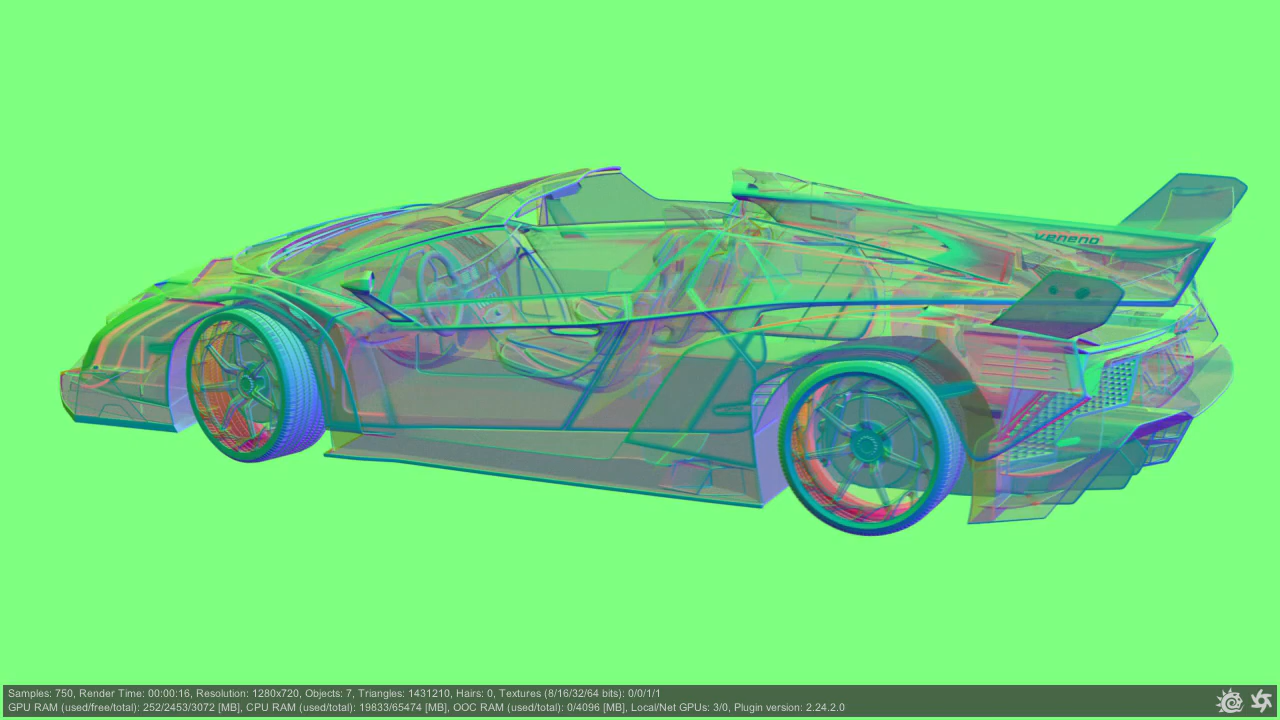 veneno
Samples: 750, Render Time: 00:00:16, Resolution: 1280x720, Objects: 7, Triangles: 1431210, Hairs: 0, Textures (8/16/32/64 bits): 0/0/1/1
GPU RAM (used/free/total): 252/2453/3072 [MB], CPU RAM (used/total): 19833/65474 [MB], OOC RAM (used/total): 0/4096 [MB], Local/Net GPUs: 3/0, Plugin version: 2.24.2.0